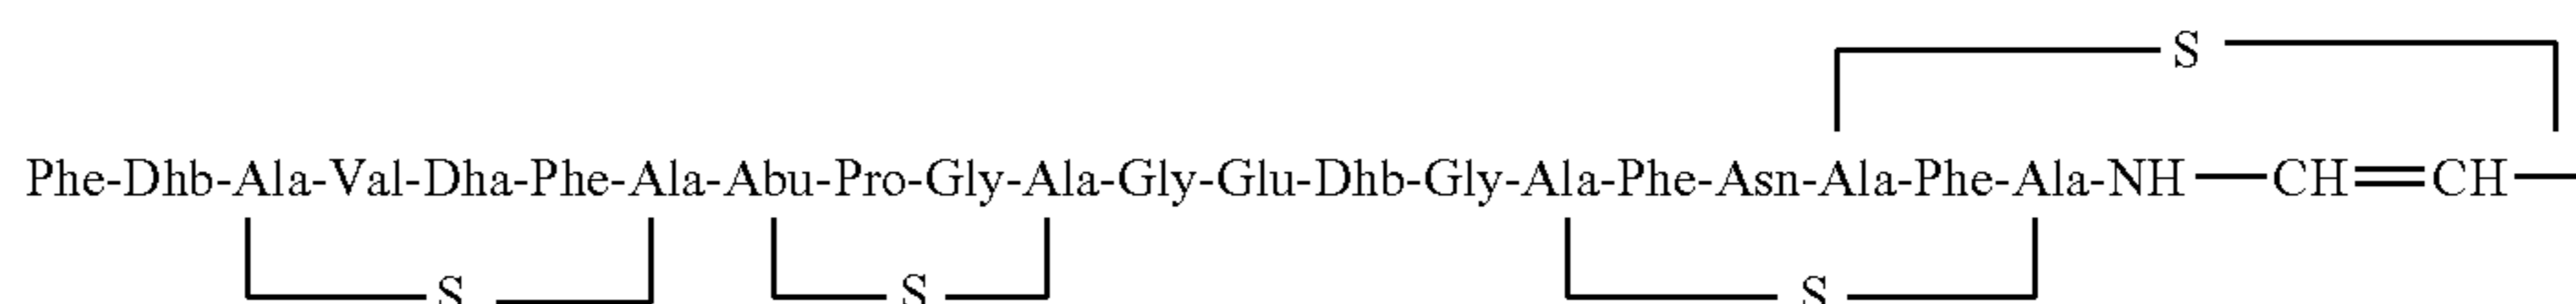 S
Phe-Dhb-Ala-Val-Dha-Phe-Ala-Abu-Pro-Gly-Ala-Gly-Glu-Dhb-Gly-Ala-Phe-Asn-Ala-Phe-Ala-NH—CH=CH—
S S S